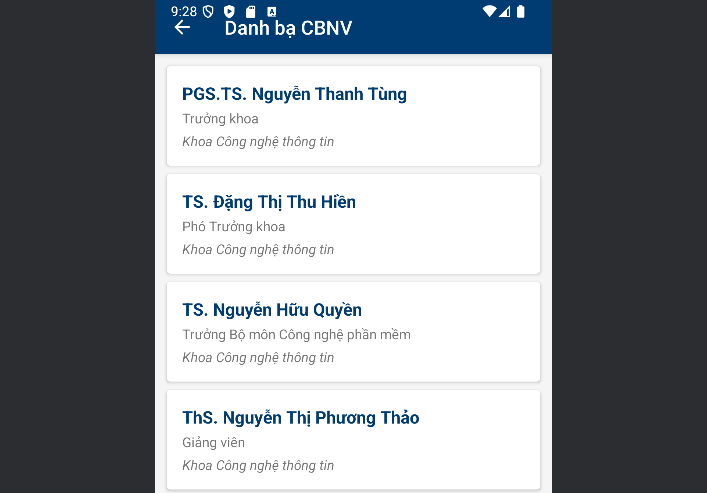 9:28
Danh bạ CBNV
PGS.TS. Nguyễn Thanh Tùng
Trưởng khoa
Khoa Công nghệ thông tin
TS. Đặng Thị Thu Hiền
Phó Trưởng khoa
Khoa Công nghệ thông tin
TS. Nguyễn Hữu Quyền
Trưởng Bộ môn Công nghệ phần mềm
Khoa Công nghệ thông tin
ThS. Nguyễn Thị Phương Thảo
Giảng viên
Khoa Công nghệ thông tin